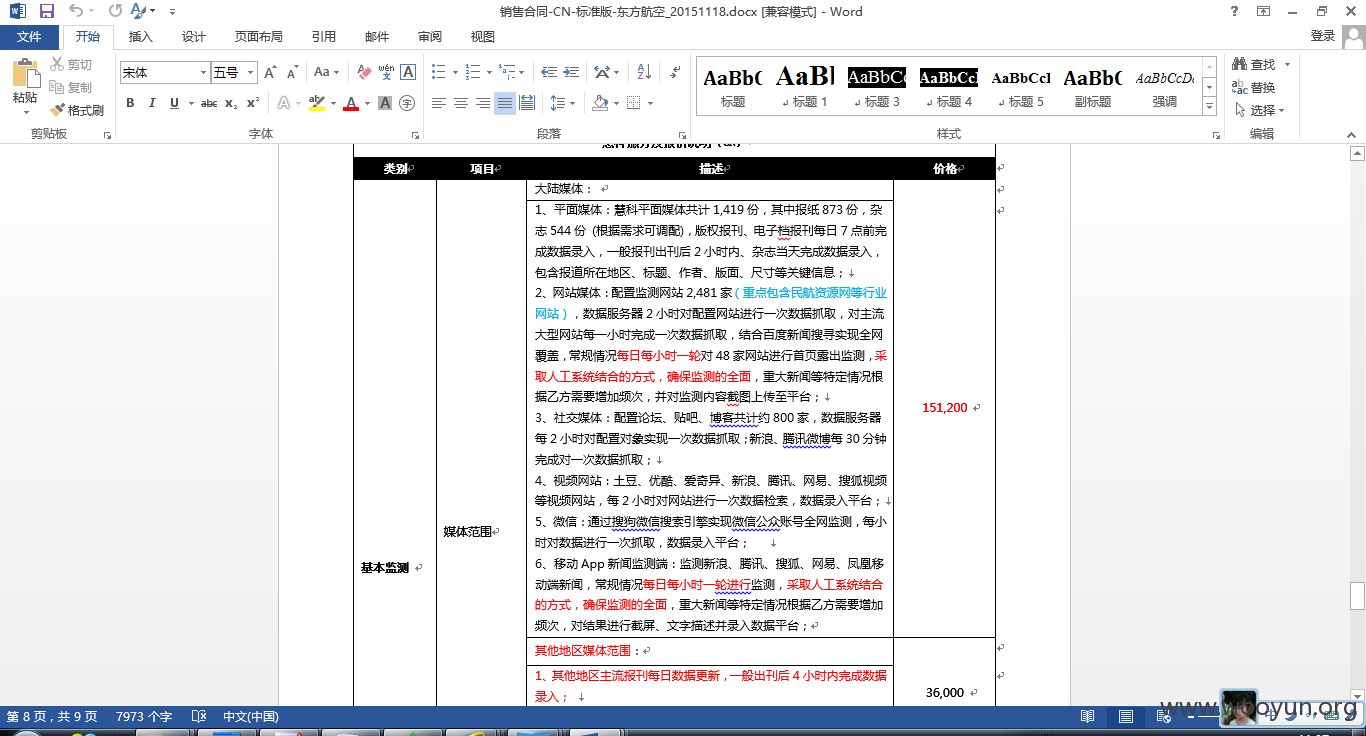 销售合同-CN-标准版-东方航空_20151118.docx [兼容模式] - Word
文件 开始 插入 设计 页面布局 引用 邮件 审阅 视图 登录
粘贴 剪切 复制 格式刷 剪贴板
宋体 五号 字体
段落
AaBbC 标题 AaBl 标题 1 AaBbCc 标题 3 AaBbCcl 标题 4 AaBbCcI 标题 5 AaBbC 副标题 AaBbCcDc 强调 样式
查找 替换 选择 编辑
类别 项目 描述 价格
大陆媒体：
1、平面媒体：慧科平面媒体共计 1,419 份，其中报纸 873 份，杂
志 544 份（根据需求可调配），版权报刊、电子档报刊每日 7 点前完
成数据录入，一般报刊出刊后 2 小时内、杂志当天完成数据录入，
包含报道所在地区、标题、作者、版面、尺寸等关键信息；
2、网站媒体：配置监测网站 2,481 家（重点包含民航资源网等行业
网站），数据服务器 2 小时对配置网站进行一次数据抓取，对主流
大型网站每一小时完成一次数据抓取，结合百度新闻搜寻实现全网
覆盖，常规情况每日每小时一轮对 48 家网站进行首页露出监测，采
取人工系统结合的方式，确保监测的全面，重大新闻等特定情况根
据乙方需要增加频次，并对监测内容截图上传至平台；
151,200
3、社交媒体：配置论坛、贴吧、博客共计约 800 家，数据服务器
每 2 小时对配置对象实现一次数据抓取；新浪、腾讯微博每 30 分钟
完成对一次数据抓取；
4、视频网站：土豆、优酷、爱奇异、新浪、腾讯、网易、搜狐视频
等视频网站，每 2 小时对网站进行一次数据检索，数据录入平台；
5、微信：通过搜狗微信搜索引擎实现微信公众账号全网监测，每小
时对数据进行一次抓取，数据录入平台；
媒体范围
基本监测
6、移动 App 新闻监测端：监测新浪、腾讯、搜狐、网易、凤凰移
动端新闻，常规情况每日每小时一轮进行监测，采取人工系统结合
的方式，确保监测的全面，重大新闻等特定情况根据乙方需要增加
频次，对结果进行截屏、文字描述并录入数据平台；
其他地区媒体范围：
1、其他地区主流报刊每日数据更新，一般出刊后 4 小时内完成数据
录入；
36,000
第 8 页，共 9 页 7973 个字 中文(中国)
www.wooyun.org